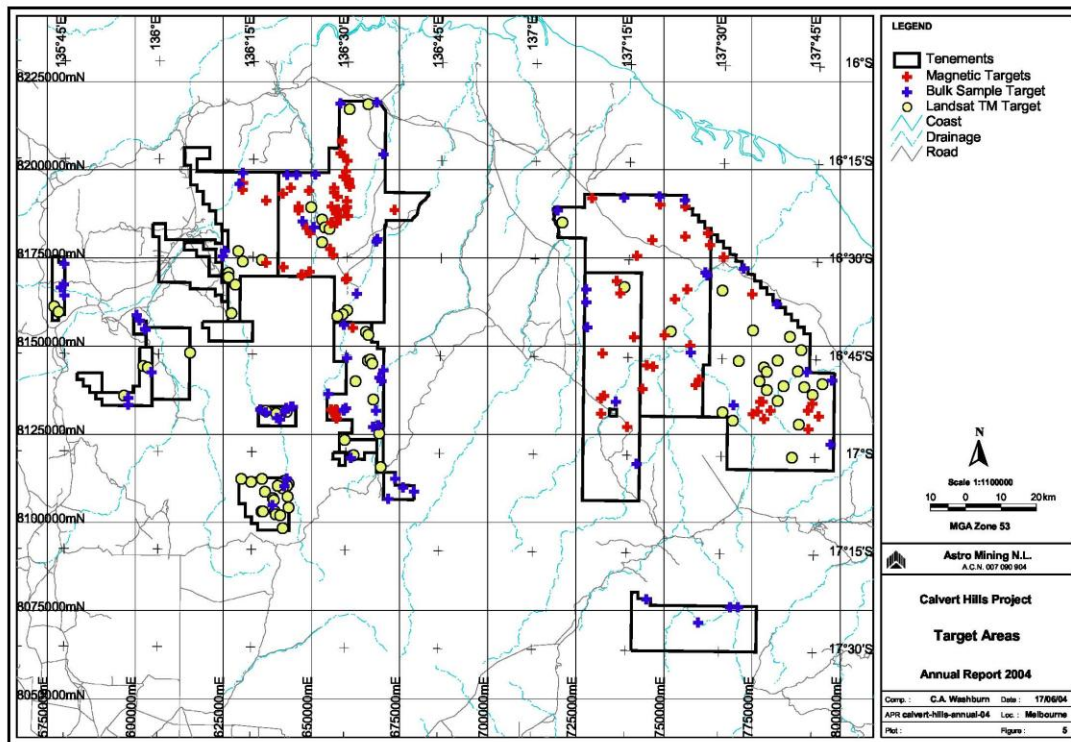 135°45'E
136°E
136°15'E
136°30'E
136°45'E
137°E
137°15'E
137°30'E
137°45'E
8225000mN
16°S
8200000mN
16°15'S
8175000mN
16°30'S
8150000mN
16°45'S
8125000mN
17°S
8100000mN
17°15'S
8075000mN
17°30'S
8050000mN
575000mE
600000mE
625000mE
650000mE
675000mE
700000mE
725000mE
750000mE
775000mE
800000mE
LEGEND
Tenements
Magnetic Targets
Bulk Sample Target
Landsat TM Target
Coast
Drainage
Road
N
Scale 1:1100000
10 0 10 20km
MGA Zone 53
Astro Mining N.L.
A.C.N. 007 090 904
Calvert Hills Project
Target Areas
Annual Report 2004
Comp.: C.A. Washburn Date: 17/06/04
APR calvert-hills-annual-04 Loc.: Melbourne
Plot: Figure: 5